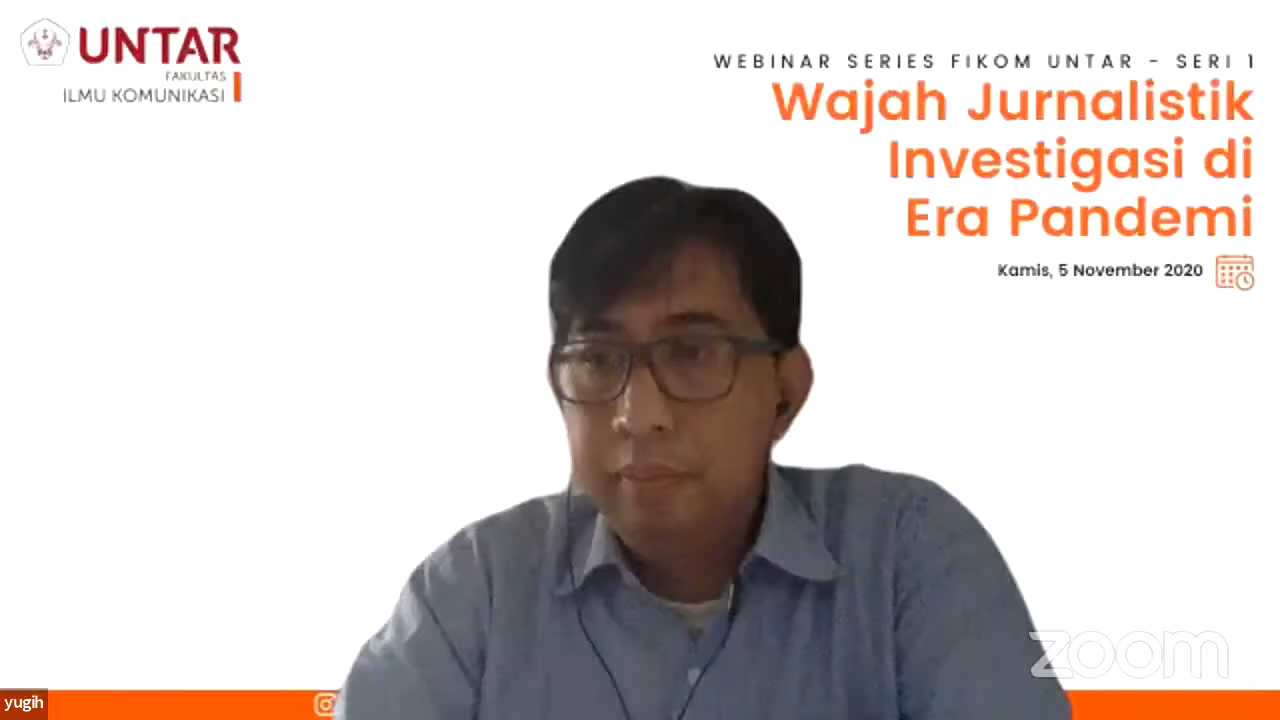 UNTAR
FAKULTAS
ILMU KOMUNIKASI
WEBINAR SERIES FIKOM UNTAR - SERI 1
Wajah Jurnalistik
Investigasi di
Era Pandemi
Kamis, 5 November 2020
zoom
yugih